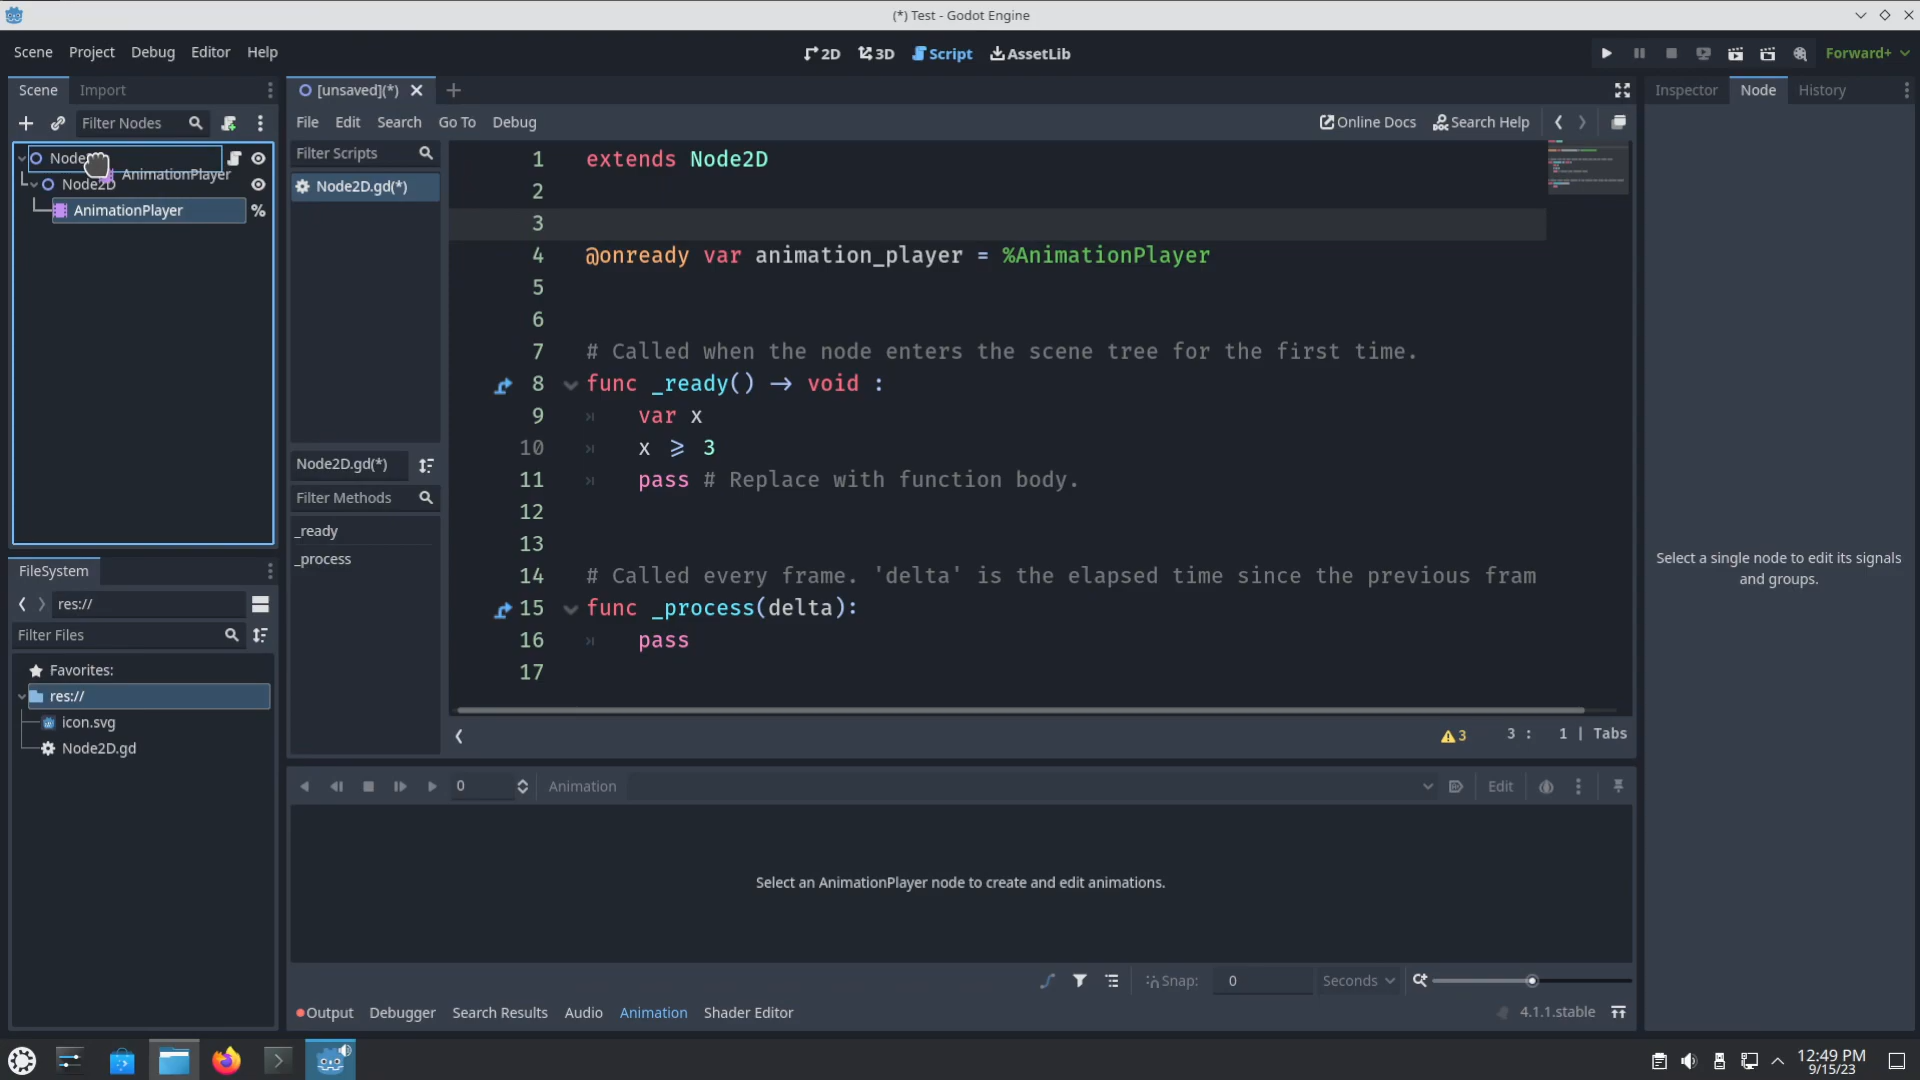 (*) Test - Godot Engine
Scene Project Debug Editor Help
2D 3D Script AssetLib
Forward+
Scene Import
Filter Nodes
Node2D
AnimationPlayer
AnimationPlayer
%
[unsaved](*)
File Edit Search Go To Debug
Online Docs Search Help
Filter Scripts
Node2D.gd(*)
Node2D.gd(*)
Filter Methods
_ready
_process
1 extends Node2D
2
3
4 @onready var animation_player = %AnimationPlayer
5
6
7 # Called when the node enters the scene tree for the first time.
8 func _ready() -> void :
9 var x
10 x >= 3
11 pass # Replace with function body.
12
13
14 # Called every frame. 'delta' is the elapsed time since the previous fram
15 func _process(delta):
16 pass
17
3 3 : 1 | Tabs
Inspector Node History
Select a single node to edit its signals
and groups.
FileSystem
res://
Filter Files
Favorites:
res://
icon.svg
Node2D.gd
0 Animation Edit
Select an AnimationPlayer node to create and edit animations.
Snap: 0 Seconds
Output Debugger Search Results Audio Animation Shader Editor
4.1.1.stable
12:49 PM
9/15/23